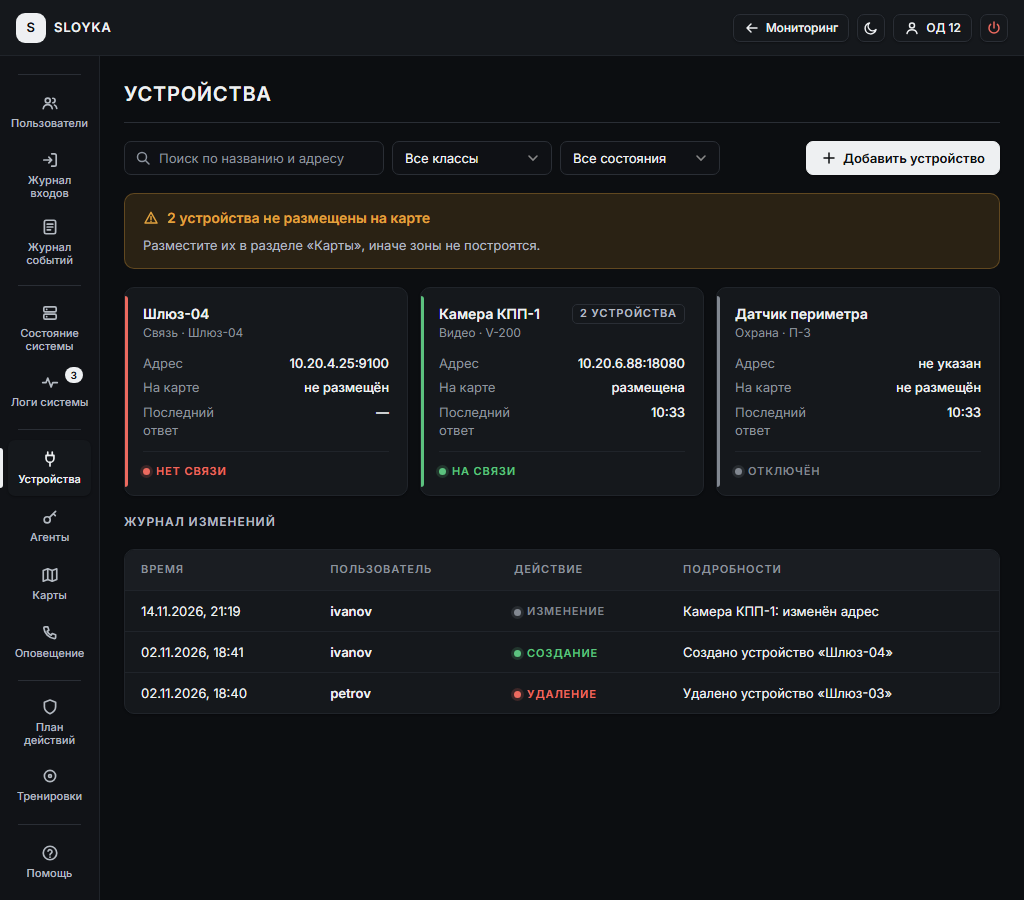 S SLOYKA
Мониторинг
ОД 12
Пользователи
Журнал
входов
Журнал
событий
Состояние
системы
3
Логи системы
Устройства
Агенты
Карты
Оповещение
План
действий
Тренировки
Помощь
УСТРОЙСТВА
Поиск по названию и адресу
Все классы
Все состояния
Добавить устройство
2 устройства не размещены на карте
Разместите их в разделе «Карты», иначе зоны не построятся.
Шлюз-04
Связь · Шлюз-04
Адрес 10.20.4.25:9100
На карте не размещён
Последний —
ответ
НЕТ СВЯЗИ
Камера КПП-1 2 УСТРОЙСТВА
Видео · V-200
Адрес 10.20.6.88:18080
На карте размещена
Последний 10:33
ответ
НА СВЯЗИ
Датчик периметра
Охрана · П-3
Адрес не указан
На карте не размещён
Последний 10:33
ответ
ОТКЛЮЧЁН
ЖУРНАЛ ИЗМЕНЕНИЙ
ВРЕМЯ ПОЛЬЗОВАТЕЛЬ ДЕЙСТВИЕ ПОДРОБНОСТИ
14.11.2026, 21:19 ivanov ИЗМЕНЕНИЕ Камера КПП-1: изменён адрес
02.11.2026, 18:41 ivanov СОЗДАНИЕ Создано устройство «Шлюз-04»
02.11.2026, 18:40 petrov УДАЛЕНИЕ Удалено устройство «Шлюз-03»